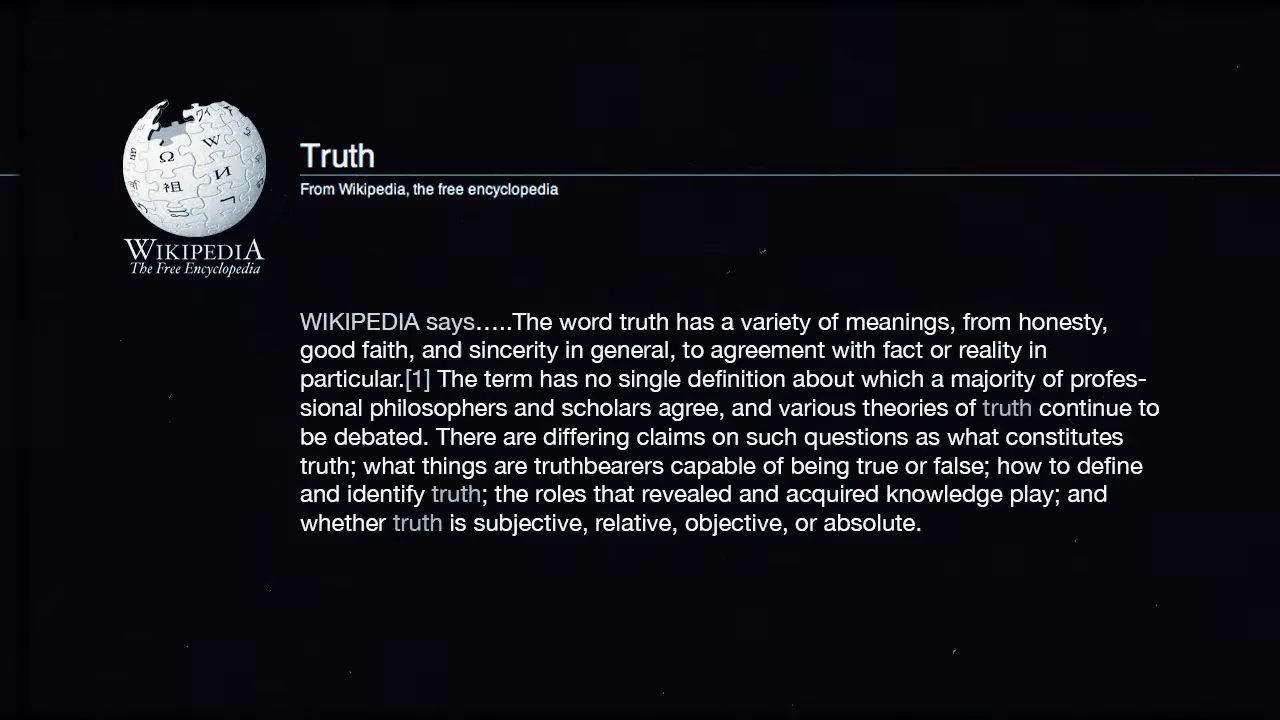 Truth
From Wikipedia, the free encyclopedia
WIKIPEDIA
The Free Encyclopedia
WIKIPEDIA says.....The word truth has a variety of meanings, from honesty,
good faith, and sincerity in general, to agreement with fact or reality in
particular.[1] The term has no single definition about which a majority of profes-
sional philosophers and scholars agree, and various theories of truth continue to
be debated. There are differing claims on such questions as what constitutes
truth; what things are truthbearers capable of being true or false; how to define
and identify truth; the roles that revealed and acquired knowledge play; and
whether truth is subjective, relative, objective, or absolute.